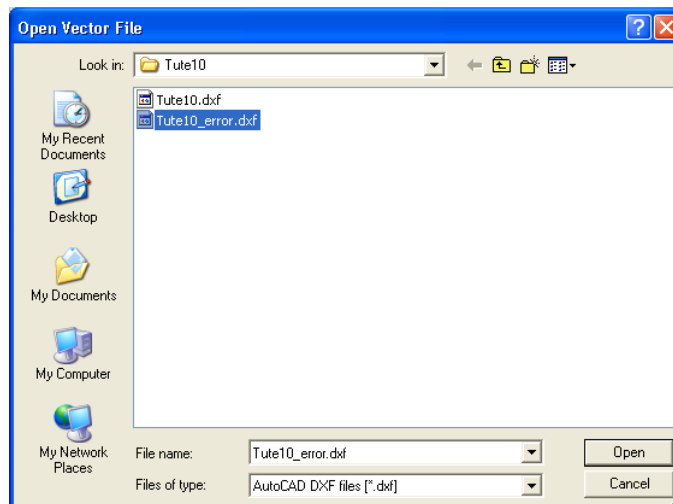 Open Vector File
Look in:
Tute10
Tute10.dxf
Tute10_error.dxf
My Recent
Documents
Desktop
My Documents
My Computer
My Network
Places
File name:
Tute10_error.dxf
Open
Files of type:
AutoCAD DXF files [*.dxf]
Cancel